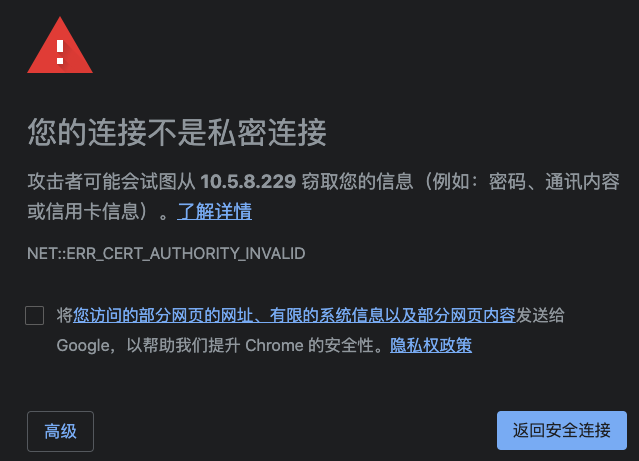 您的连接不是私密连接
攻击者可能会试图从 10.5.8.229 窃取您的信息（例如：密码、通讯内容
或信用卡信息）。了解详情
NET::ERR_CERT_AUTHORITY_INVALID
将您访问的部分网页的网址、有限的系统信息以及部分网页内容发送给
Google，以帮助我们提升 Chrome 的安全性。隐私权政策
高级
返回安全连接